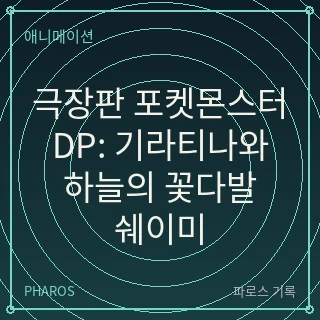 애니메이션
극장판 포켓몬스터
DP: 기라티나와
하늘의 꽃다발
쉐이미
PHAROS
파로스 기록